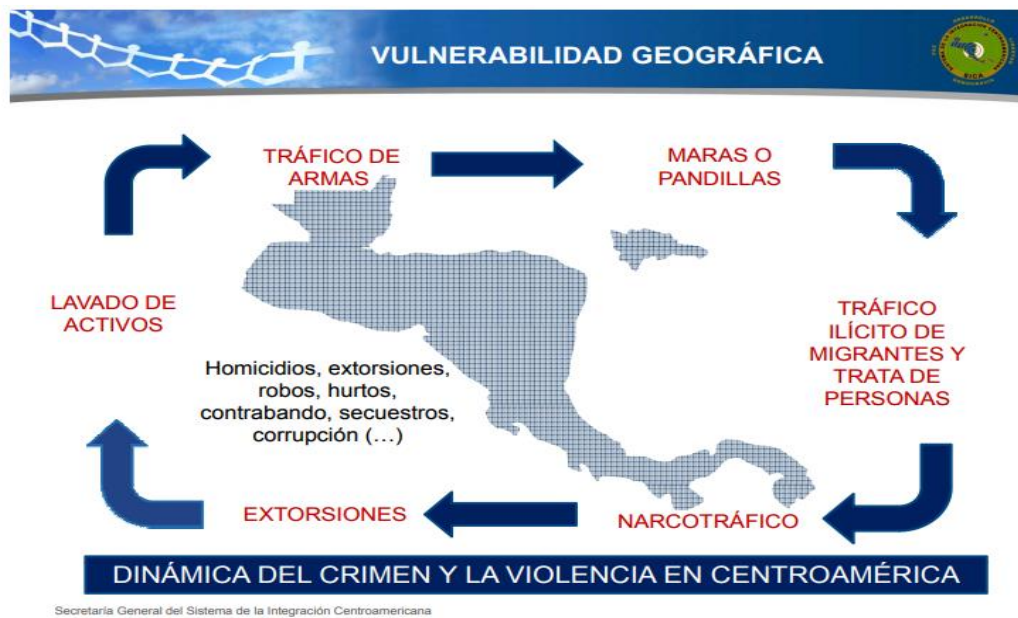 VULNERABILIDAD GEOGRÁFICA
SICA
TRÁFICO DE
ARMAS
MARAS O
PANDILLAS
LAVADO DE
ACTIVOS
TRÁFICO
ILÍCITO DE
MIGRANTES Y
TRATA DE
PERSONAS
Homicidios, extorsiones,
robos, hurtos,
contrabando, secuestros,
corrupción (…)
EXTORSIONES
NARCOTRÁFICO
DINÁMICA DEL CRIMEN Y LA VIOLENCIA EN CENTROAMÉRICA
Secretaría General del Sistema de la Integración Centroamericana